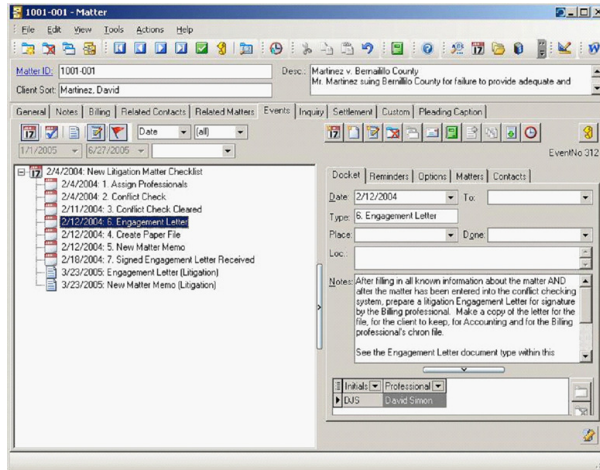 1001-001 - Matter
File Edit View Tools Actions Help
Matter ID: 1001-001
Desc.: Martinez v. Bernalillo County
Mr. Martinez suing Bernillilo County for failure to provide adequate and
Client Sort: Martinez, David
General Notes Billing Related Contacts Related Matters Events Inquiry Settlement Custom Pleading Caption
Date (all)
1/1/2005 6/27/2005
EventNo 312
2/4/2004: New Litigation Matter Checklist
2/4/2004: 1. Assign Professionals
2/4/2004: 2. Conflict Check
2/11/2004: 3. Conflict Check Cleared
2/12/2004: 6. Engagement Letter
2/12/2004: 4. Create Paper File
2/12/2004: 5. New Matter Memo
2/18/2004: 7. Signed Engagement Letter Received
3/23/2005: Engagement Letter (Litigation)
3/23/2005: New Matter Memo (Litigation)
Docket Reminders Options Matters Contacts
Date: 2/12/2004 To:
Type: 6. Engagement Letter
Place: Done:
Loc.:
Notes: After filling in all known information about the matter AND
after the matter has been entered into the conflict checking
system, prepare a litigation Engagement Letter for signature
by the Billing professional. Make a copy of the letter for the
file, for the client to keep, for Accounting and for the Billing
professional's chron file.
See the Engagement Letter document type within this
Initials Professional
DJS David Simon